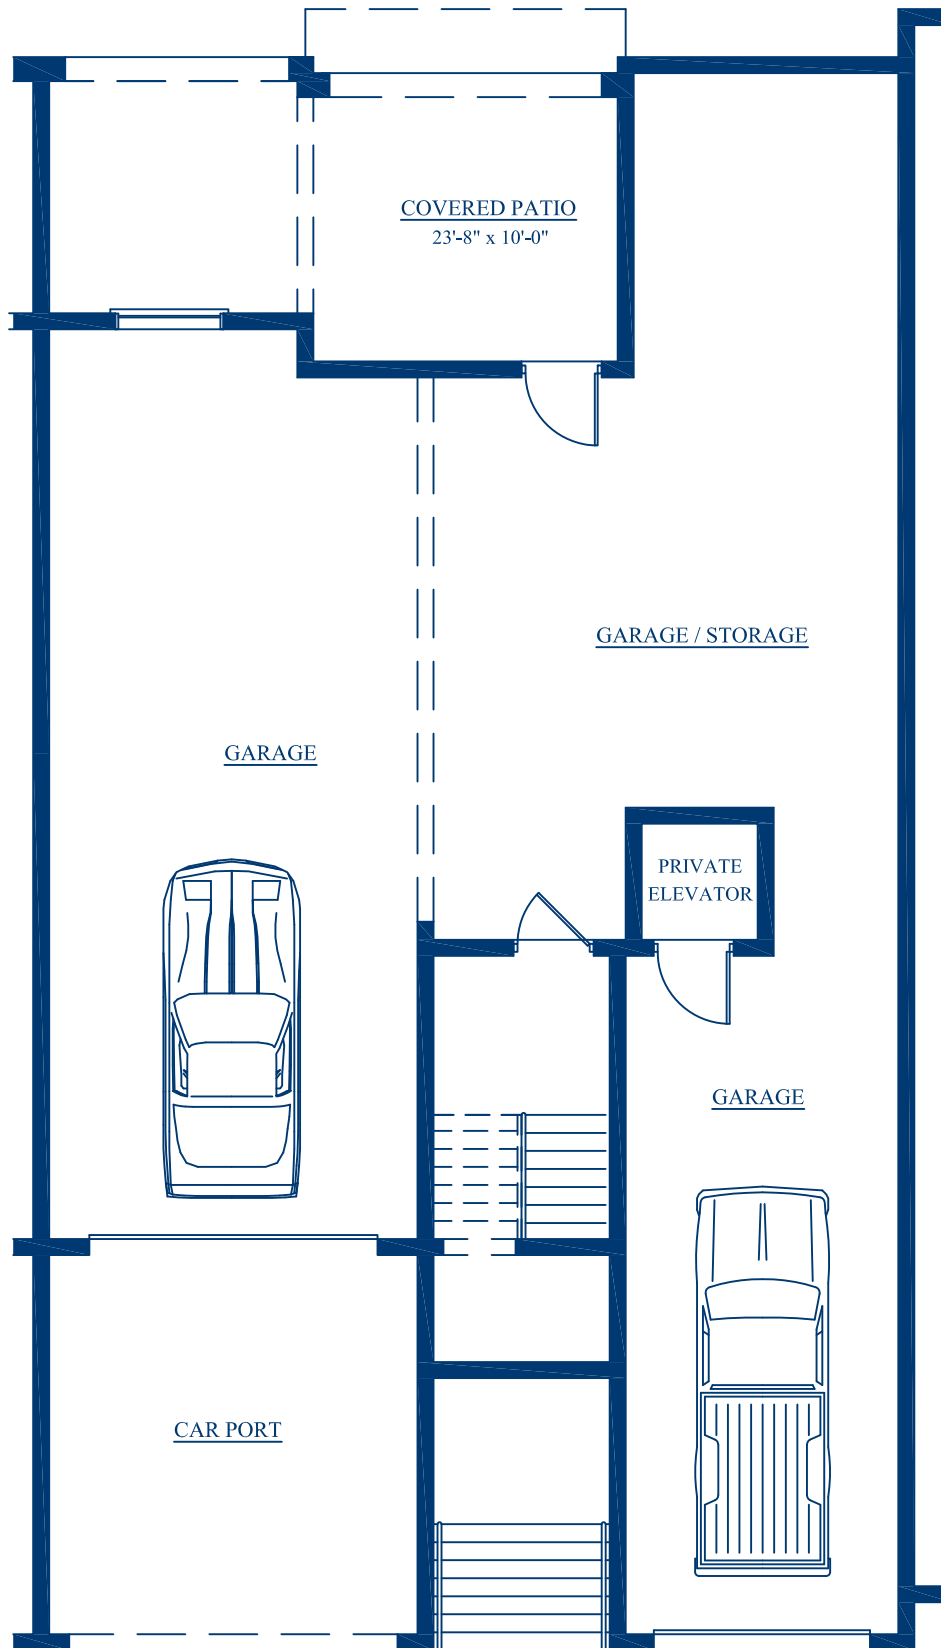 COVERED PATIO
23'-8" x 10'-0"
GARAGE / STORAGE
GARAGE
PRIVATE
ELEVATOR
GARAGE
CAR PORT